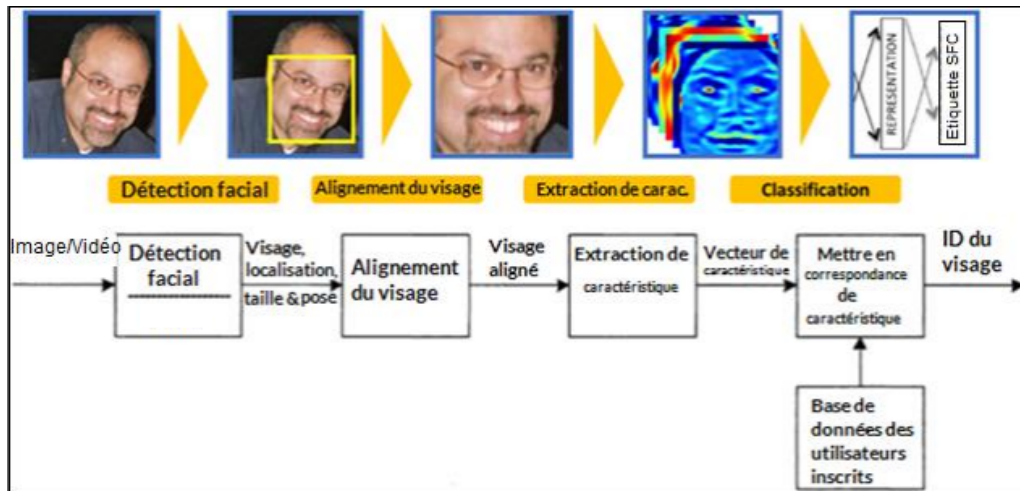 REPRESENTATION
Etiquette SFC
Détection facial
Alignement du visage
Extraction de carac.
Classification
Image/Vidéo
Détection
facial
Visage,
localisation,
taille & pose
Alignement
du visage
Visage
aligné
Extraction de
caractéristique
Vecteur de
caractéristique
Mettre en
correspondance
de
caractéristique
ID du
visage
Base de
données des
utilisateurs
inscrits